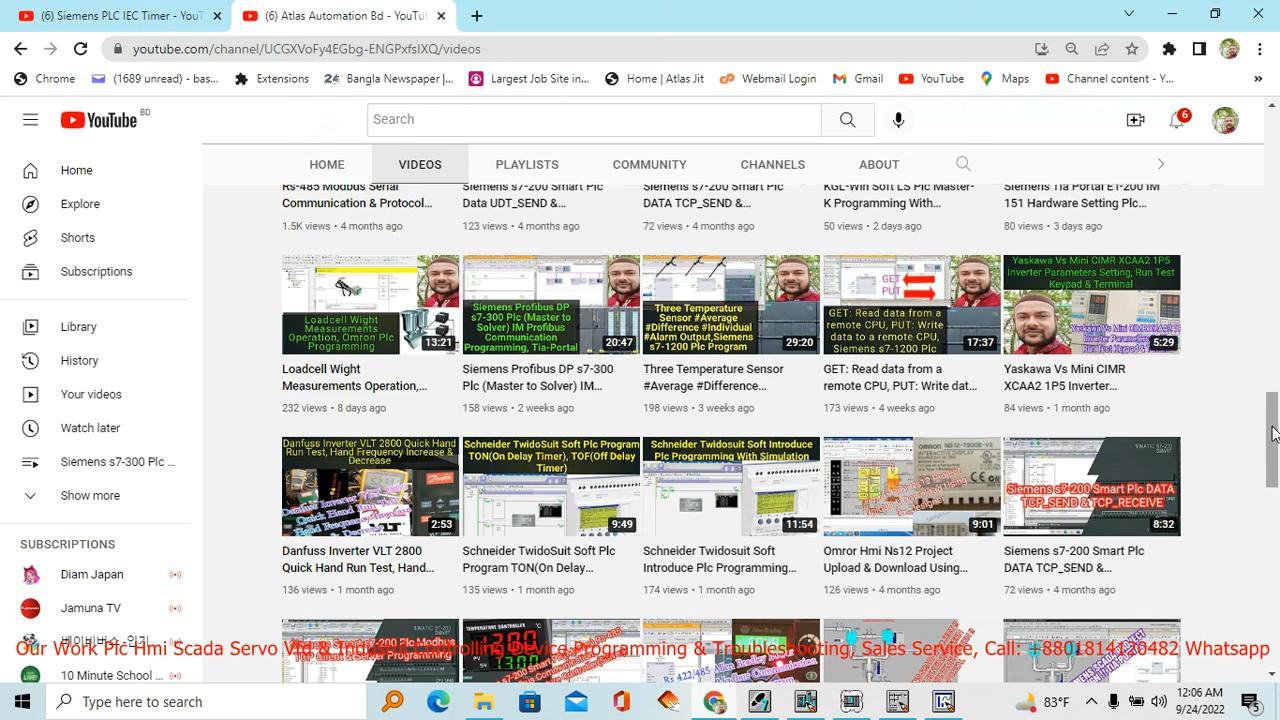 (6) Siemens PLC IEC Timer - YouT
(6) Atlas Automation Bd - YouTub
youtube.com/channel/UCGXVoFy4EGbg-ENGPxfsIXQ/videos
Chrome
(1689 unread) - bas...
Extensions
Bangla Newspaper |...
Largest Job Site in...
Home | Atlas Jit
Webmail Login
Gmail
YouTube
Maps
Channel content - Y...
YouTube BD
Search
6
HOME
VIDEOS
PLAYLISTS
COMMUNITY
CHANNELS
ABOUT
Home
Explore
Shorts
Subscriptions
Library
History
Your videos
Watch later
Siemens s7-300 Plc ...
Show more
SUBSCRIPTIONS
Diam Japan
Jamuna TV
10 Minute School ...
Rs-485 Modbus Serial
Communication & Protocol...
1.5K views • 4 months ago
Siemens s7-200 Smart Plc
Data UDT_SEND &...
123 views • 4 months ago
Siemens s7-200 Smart Plc
DATA TCP_SEND &...
72 views • 4 months ago
KGL-Win Soft LS Plc Master-
K Programming With...
50 views • 2 days ago
Siemens Tia Portal ET-200 IM
151 Hardware Setting Plc...
80 views • 3 days ago
Loadcell Wight
Measurements
Operation, Omron Plc
Programming
13:21
Loadcell Wight
Measurements Operation,...
232 views • 8 days ago
Siemens Profibus DP
s7-300 Plc (Master to
Solver) IM Profibus
Communication
Programming, Tia-Portal
20:47
Siemens Profibus DP s7-300
Plc (Master to Solver) IM...
158 views • 2 weeks ago
Three Temperature
Sensor #Average
#Difference #Individual
#Alarm Output,Siemens
s7-1200 Plc Program
29:20
Three Temperature Sensor
#Average #Difference...
198 views • 3 weeks ago
GET
PUT
GET: Read data from a
remote CPU, PUT: Write
data to a remote CPU,
Siemens s7-1200 Plc
17:37
GET: Read data from a
remote CPU, PUT: Write dat...
173 views • 4 weeks ago
Yaskawa Vs Mini CIMR XCAA2 1P5
Inverter Parameters Setting, Run Test
Keypad & Terminal
5:29
Yaskawa Vs Mini CIMR
XCAA2 1P5 Inverter...
84 views • 1 month ago
Danfuss Inverter VLT 2800 Quick Hand
Run Test, Hand Frequency Increase &
Decrease
2:53
Danfuss Inverter VLT 2800
Quick Hand Run Test, Hand...
136 views • 1 month ago
Schneider TwidoSuit Soft Plc Program
TON(On Delay Timer), TOF(Off Delay
Timer)
9:49
Schneider TwidoSuit Soft Plc
Program TON(On Delay...
135 views • 1 month ago
Schneider Twidosuit Soft Introduce
Plc Programming With Simulation
11:54
Schneider TwidoSuit Soft
Introduce Plc Programming...
174 views • 1 month ago
OMRON NS12-TS00B-V2
INTERACTIVE DISPLAY
9:01
Omror Hmi Ns12 Project
Upload & Download Using...
126 views • 1 month ago
SIMATIC S7-200
SMART
Siemens s7-200 Smart Plc DATA
TCP_SEND & TCP_RECEIVE
8:32
Siemens s7-200 Smart Plc
DATA TCP_SEND &...
72 views • 4 months ago
TEMPERATURE CONTROLLER
Our Work Plc Hmi Scada Servo
Programming & Troubleshooting, Sales Service, Call: +8801814120482 Whatsapp
Type here to search
83°F
12:06 AM
9/24/2022
5